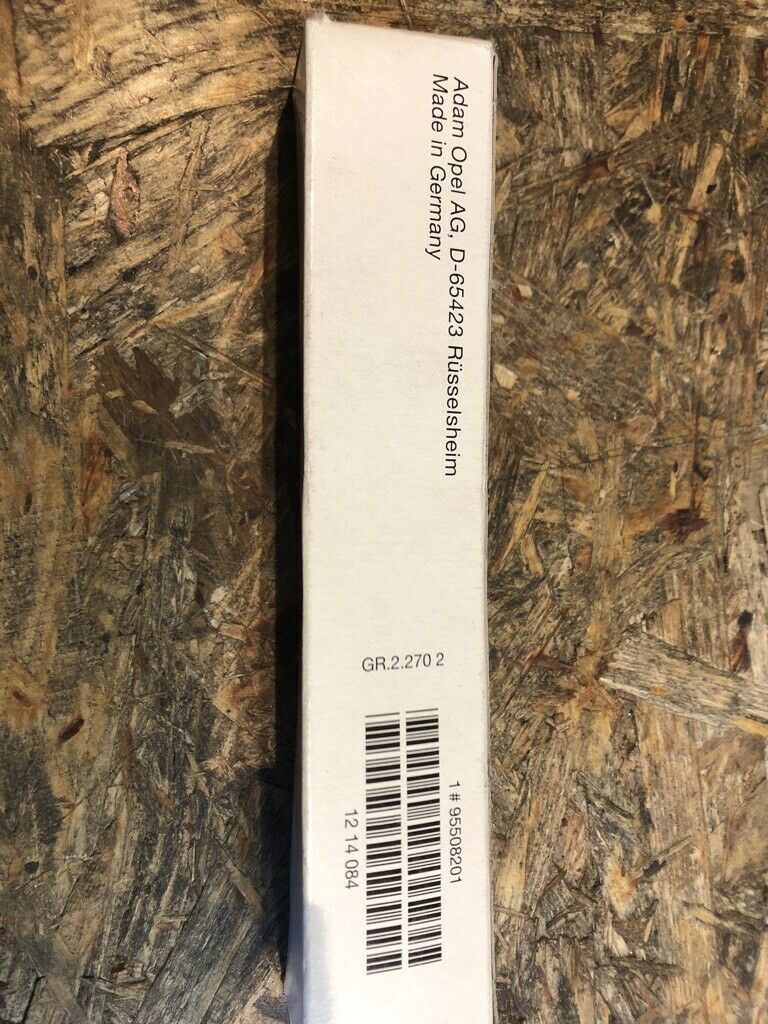 Adam Opel AG, D-65423 Rüsselsheim
Made in Germany
GR.2.270 2
1 # 95508201
12 14 084